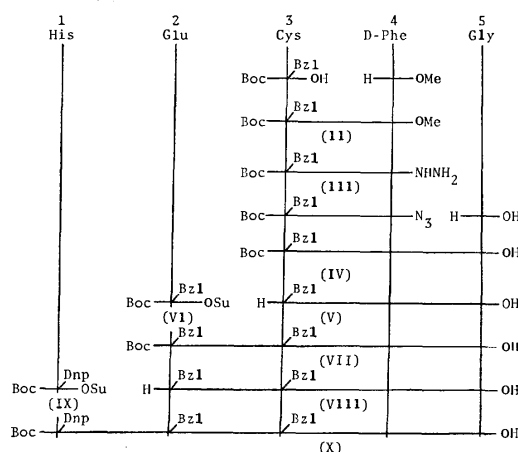 1 2 3 4 5
His Glu Cys D-Phe Gly
Bzl
Boc OH H OMe
Bzl
Boc OMe
(II)
Bzl
Boc NHNH2
(III)
Bzl
Boc N3 H OH
Bzl
Boc OH
(IV)
Bzl Bzl
Boc OSu H OH
(VI) (V)
Bzl Bzl
Boc OH
(VII)
Dnp Bzl Bzl
Boc OSu H OH
(IX) (VIII)
Dnp Bzl Bzl
Boc OH
(X)